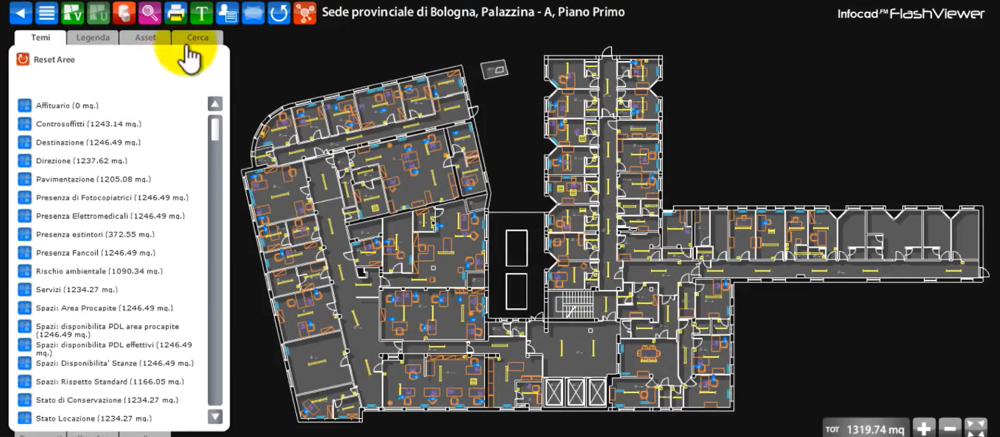 V
U
T
Sede provinciale di Bologna, Palazzina - A, Piano Primo
Infocad.FM FlashViewer
Temi
Legenda
Asset
Cerca
Reset Aree
Affituario (0 mq.)
Controsoffitti (1243.14 mq.)
Destinazione (1246.49 mq.)
Direzione (1237.62 mq.)
Pavimentazione (1205.08 mq.)
Presenza di Fotocopiatrici (1246.49 mq.)
Presenza Elettromedicali (1246.49 mq.)
Presenza estintori (372.55 mq.)
Presenza Fancoil (1246.49 mq.)
Rischio ambientale (1090.34 mq.)
Servizi (1234.27 mq.)
Spazi: Area Procapite (1246.49 mq.)
Spazi: disponibilita PDL area procapite
(1246.49 mq.)
Spazi: disponibilita PDL effettivi (1246.49
mq.)
Spazi: Disponibilita' Stanze (1246.49 mq.)
Spazi: Rispetto Standard (1166.05 mq.)
Stato di Conservazione (1234.27 mq.)
Stato Locazione (1234.27 mq.)
TOT 1319.74 mq